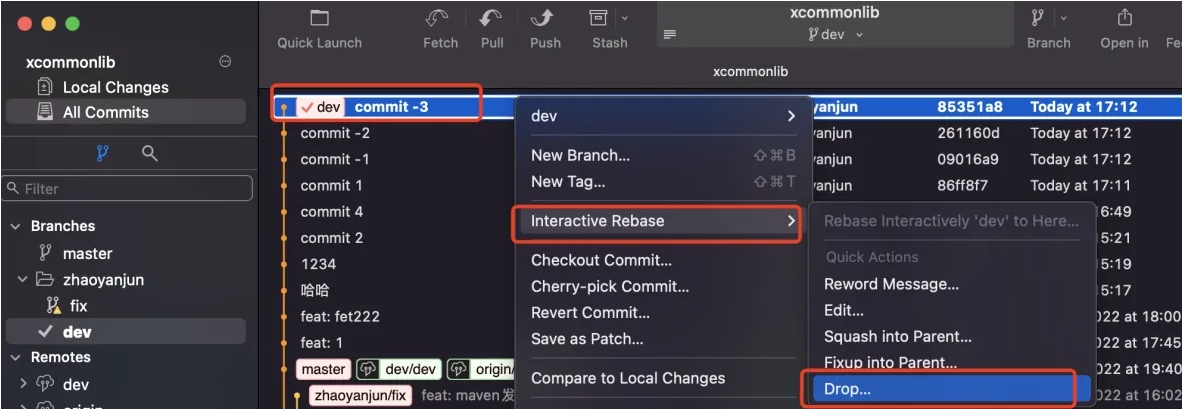 xcommonlib
dev
Quick Launch
Fetch
Pull
Push
Stash
Branch
Open in
Fe
xcommonlib
Local Changes
All Commits
Filter
Branches
master
zhaoyanjun
fix
dev
Remotes
dev
xcommonlib
dev commit -3 yanjun 85351a8 Today at 17:12
commit -2 yanjun 261160d Today at 17:12
commit -1 yanjun 09016a9 Today at 17:12
commit 1 yanjun 86ff8f7 Today at 17:11
commit 4 6:49
commit 2 5:21
1234 5:19
哈哈 5:17
feat: fet222 022 at 18:00
feat: 1 022 at 17:45
master dev/dev origin/ 022 at 19:40
zhaoyanjun/fix feat: maven发 022 at 16:02
dev
New Branch... ⇧⌘B
New Tag... ⇧⌘T
Interactive Rebase
Checkout Commit...
Cherry-pick Commit...
Revert Commit...
Save as Patch...
Compare to Local Changes
Rebase Interactively 'dev' to Here...
Quick Actions
Reword Message...
Edit...
Squash into Parent...
Fixup into Parent...
Drop...